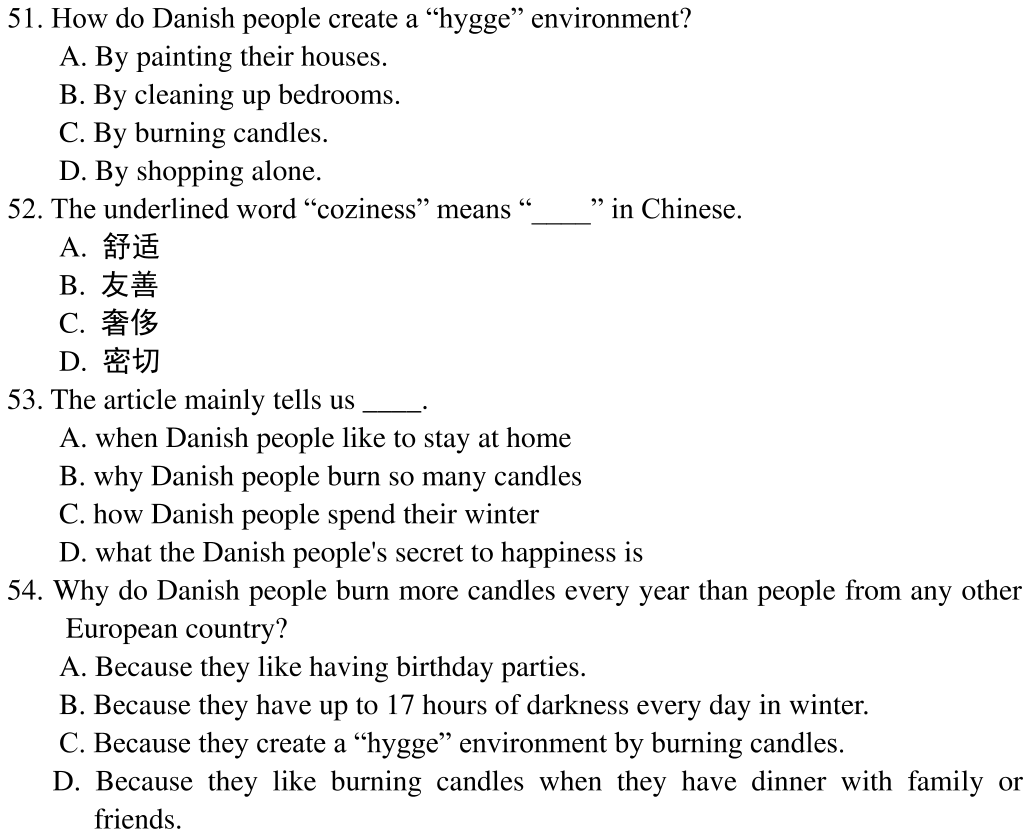 51. How do Danish people create a “hygge” environment?
A. By painting their houses.
B. By cleaning up bedrooms.
C. By burning candles.
D. By shopping alone.
52. The underlined word “coziness” means “____” in Chinese.
A. 舒适
B. 友善
C. 奢侈
D. 密切
53. The article mainly tells us ____.
A. when Danish people like to stay at home
B. why Danish people burn so many candles
C. how Danish people spend their winter
D. what the Danish people's secret to happiness is
54. Why do Danish people burn more candles every year than people from any other
European country?
A. Because they like having birthday parties.
B. Because they have up to 17 hours of darkness every day in winter.
C. Because they create a “hygge” environment by burning candles.
D. Because they like burning candles when they have dinner with family or
friends.